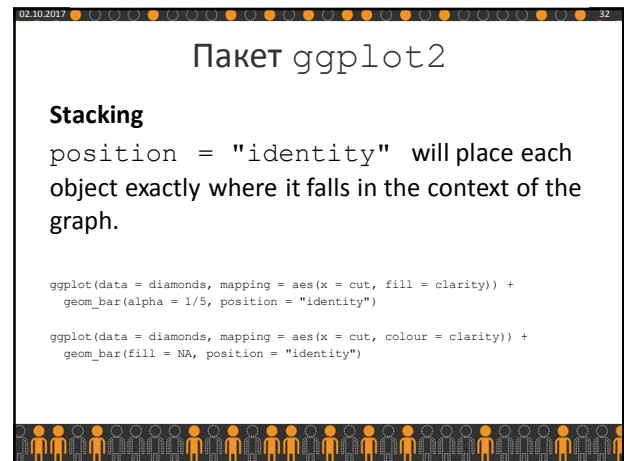 02.10.2017
32
Пакет ggplot2
Stacking
position = "identity" will place each
object exactly where it falls in the context of the
graph.
ggplot(data = diamonds, mapping = aes(x = cut, fill = clarity)) +
  geom_bar(alpha = 1/5, position = "identity")
ggplot(data = diamonds, mapping = aes(x = cut, colour = clarity)) +
  geom_bar(fill = NA, position = "identity")